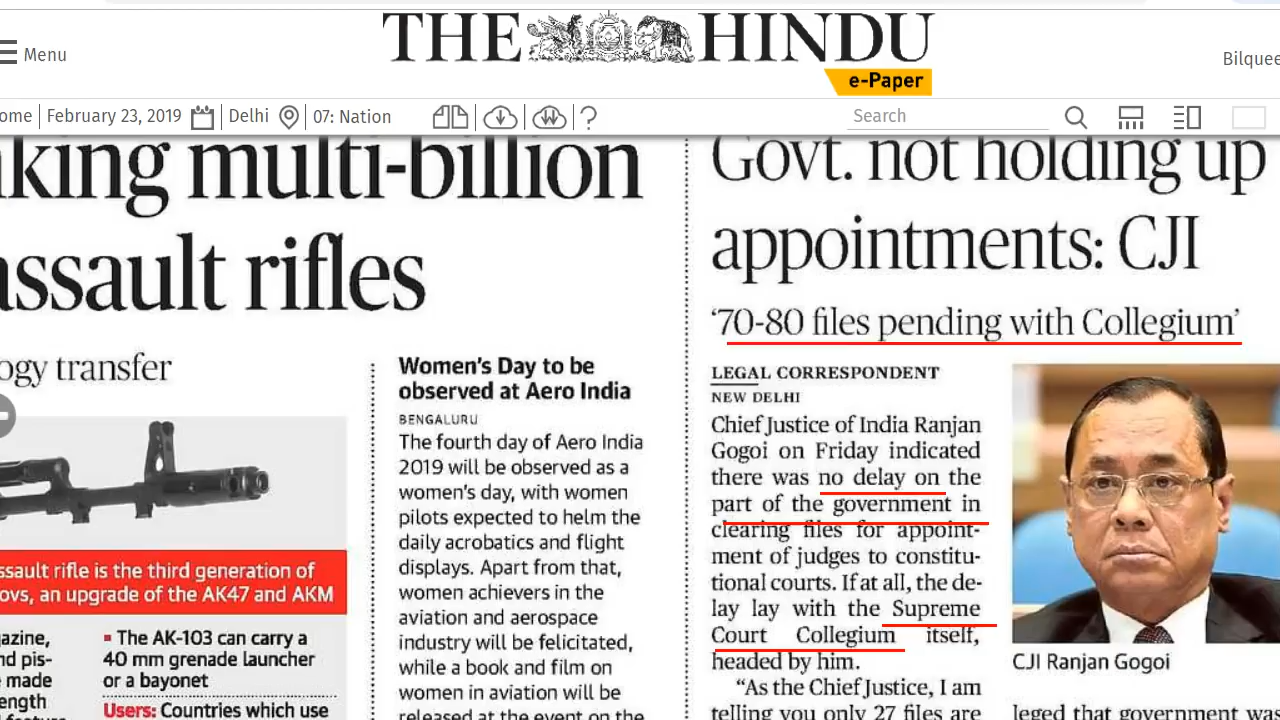 THE HINDU
e-Paper
Menu
Bilquee
ome
February 23, 2019
Delhi
07: Nation
Search
king multi-billion
assault rifles
ogy transfer
ssault rifle is the third generation of
ovs, an upgrade of the AK47 and AKM
gazine,
nd pis-
made
ength
The AK-103 can carry a
40 mm grenade launcher
or a bayonet
Users: Countries which use
Women's Day to be
observed at Aero India
BENGALURU
The fourth day of Aero India
2019 will be observed as a
women's day, with women
pilots expected to helm the
daily acrobatics and flight
displays. Apart from that,
women achievers in the
aviation and aerospace
industry will be felicitated,
while a book and film on
women in aviation will be
released at the event on the
Govt. not holding up
appointments: CJI
‘70-80 files pending with Collegium’
LEGAL CORRESPONDENT
NEW DELHI
Chief Justice of India Ranjan
Gogoi on Friday indicated
there was no delay on the
part of the government in
clearing files for appoint-
ment of judges to constitu-
tional courts. If at all, the de-
lay lay with the Supreme
Court Collegium itself,
headed by him.
“As the Chief Justice, I am
telling you only 27 files are
CJI Ranjan Gogoi
leged that government was